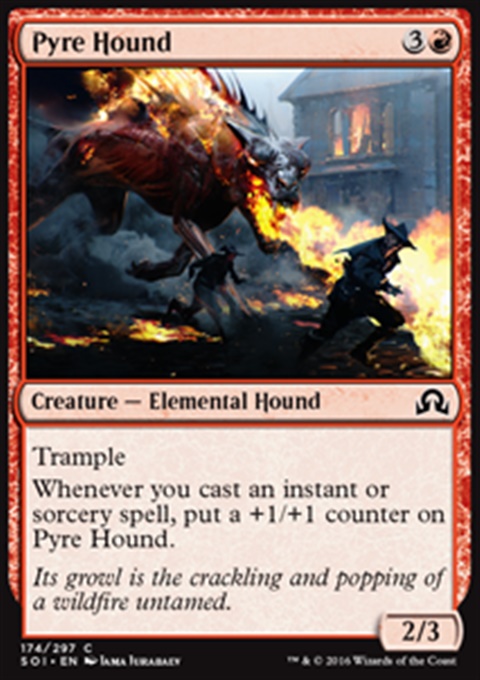 Pyre Hound 3
Creature — Elemental Hound
Trample
Whenever you cast an instant or
sorcery spell, put a +1/+1 counter on
Pyre Hound.
Its growl is the crackling and popping of
a wildfire untamed.
2/3
174/297 C
SOI • EN Jama Jurabaev
™ & © 2016 Wizards of the Coast